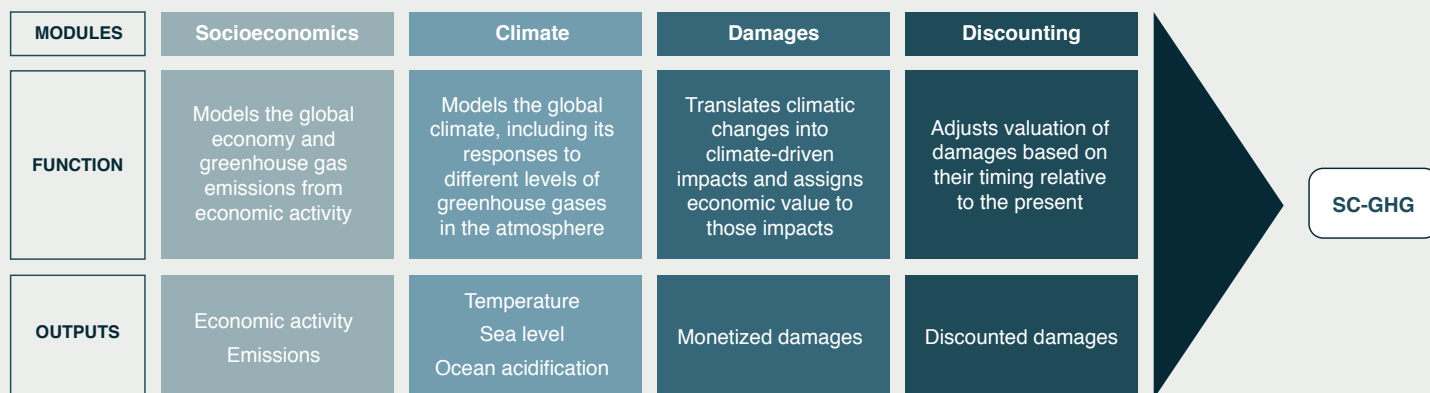 MODULES
Socioeconomics
Climate
Damages
Discounting
FUNCTION
Models the global
economy and
greenhouse gas
emissions from
economic activity
Models the global
climate, including its
responses to
different levels of
greenhouse gases
in the atmosphere
Translates climatic
changes into
climate-driven
impacts and assigns
economic value to
those impacts
Adjusts valuation of
damages based on
their timing relative
to the present
SC-GHG
OUTPUTS
Economic activity
Emissions
Temperature
Sea level
Ocean acidification
Monetized damages
Discounted damages